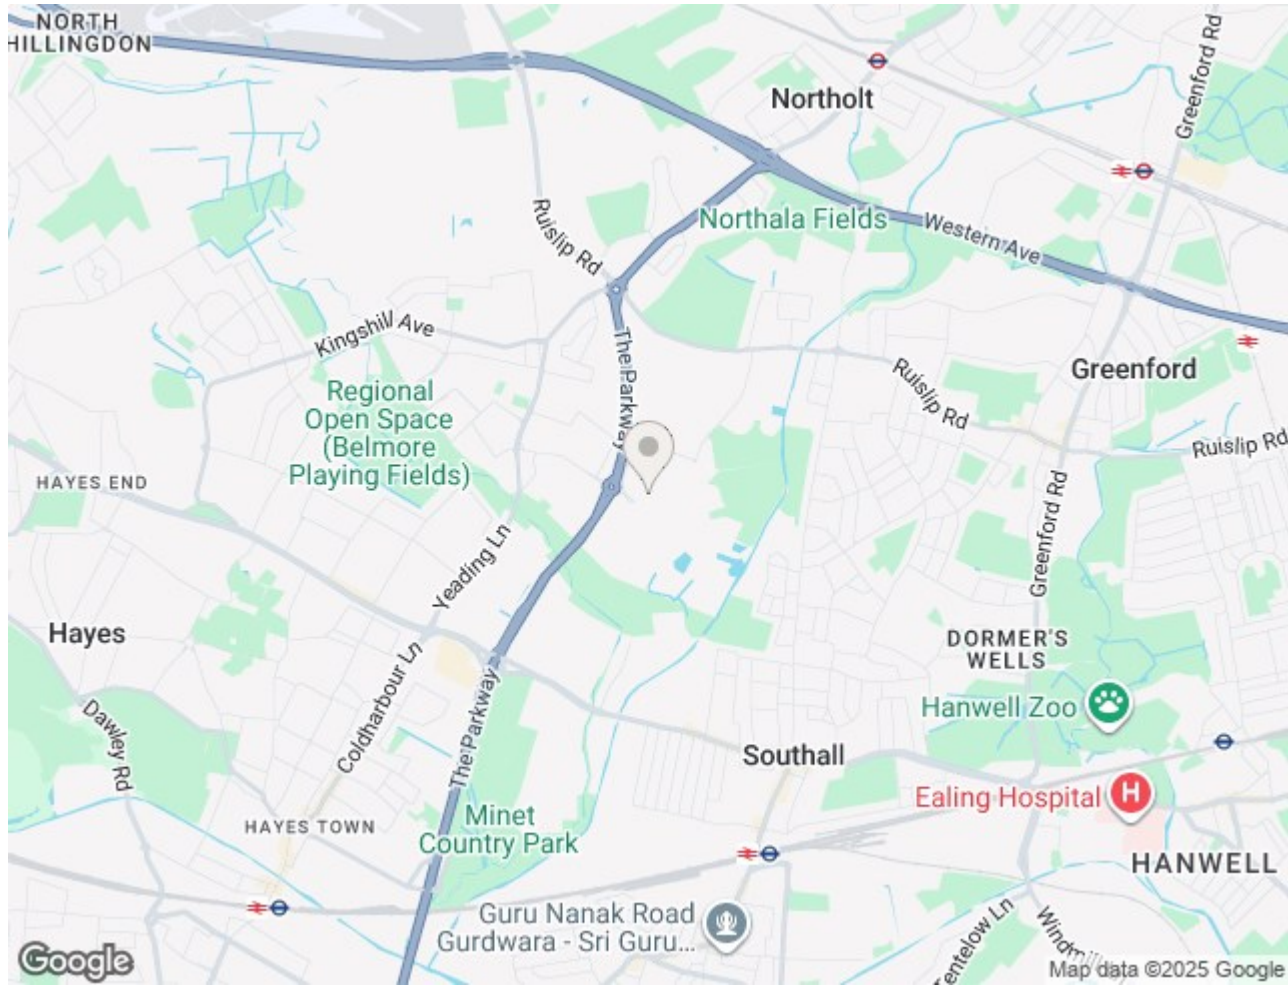 NORTH
HILLINGDON
Northolt
Greenford Rd
Ruislip Rd
Northala Fields
Western Ave
Kingshill Ave
The Parkway
Regional
Open Space
(Belmore
Playing Fields)
Greenford
Ruislip Rd
Ruislip Rd
HAYES END
Greenford Rd
Yeading Ln
Hayes
DORMER'S
WELLS
Coldharbour Ln
Hanwell Zoo
Dawley Rd
The Parkway
Southall
Ealing Hospital
H
HAYES TOWN
Minet
Country Park
HANWELL
Guru Nanak Road
Gurdwara - Sri Guru...
Google
Map data ©2025 Google